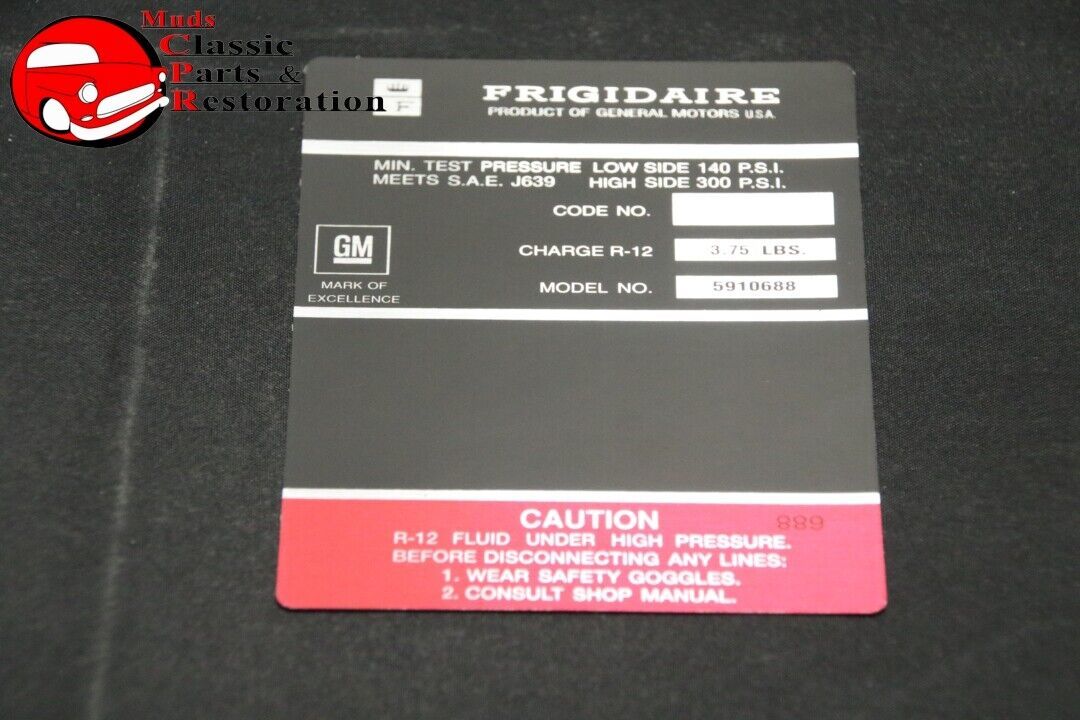 Muds
Classic
Parts &
Restoration
F
FRIGIDAIRE
PRODUCT OF GENERAL MOTORS U.S.A.
MIN. TEST PRESSURE LOW SIDE 140 P.S.I.
MEETS S.A.E. J639 HIGH SIDE 300 P.S.I.
CODE NO.
CHARGE R-12 3.75 LBS.
MODEL NO. 5910688
GM
MARK OF
EXCELLENCE
CAUTION 689
R-12 FLUID UNDER HIGH PRESSURE.
BEFORE DISCONNECTING ANY LINES:
1. WEAR SAFETY GOGGLES.
2. CONSULT SHOP MANUAL.